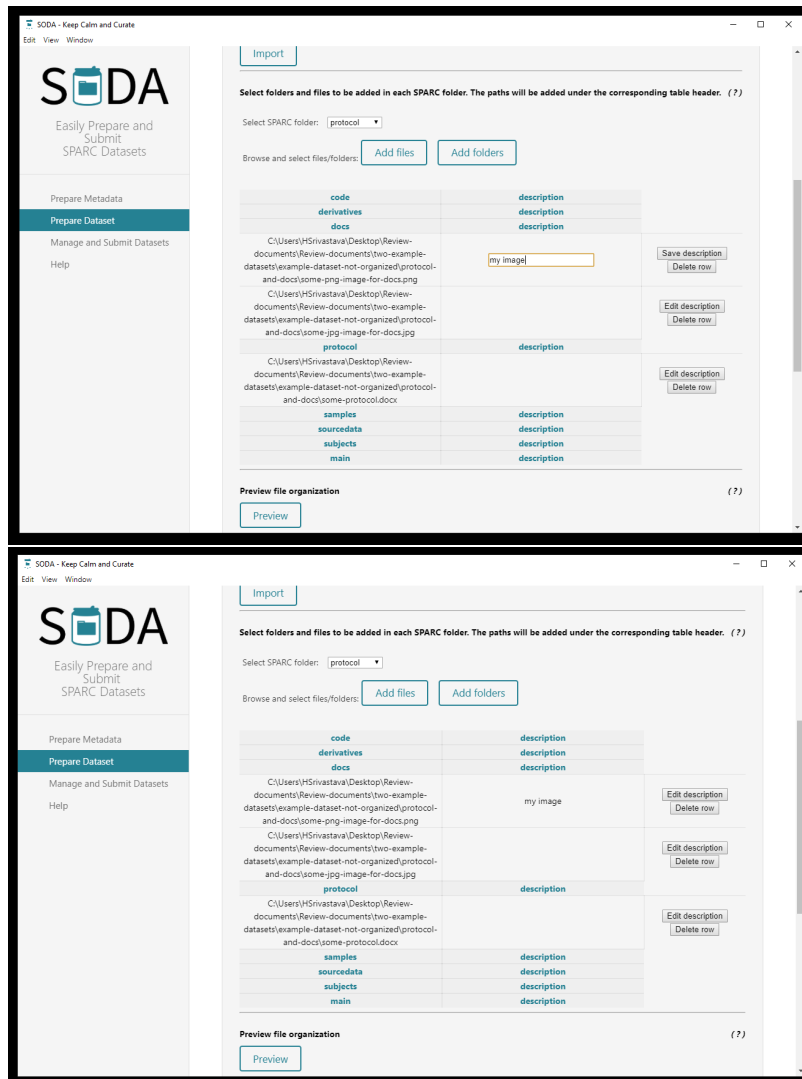 SODA - Keep Calm and Curate
Edit View Window
Import
SODA
Easily Prepare and
Submit
SPARC Datasets
Select folders and files to be added in each SPARC folder. The paths will be added under the corresponding table header. (?)
Select SPARC folder: protocol
Browse and select files/folders: Add files Add folders
Prepare Metadata
Prepare Dataset
Manage and Submit Datasets
Help
code description
derivatives description
docs description
C:\Users\HSrivastava\Desktop\Review-
documents\Review-documents\two-example-
datasets\example-dataset-not-organized\protocol-
and-docs\some-png-image-for-docs.png
my image
Save description
Delete row
C:\Users\HSrivastava\Desktop\Review-
documents\Review-documents\two-example-
datasets\example-dataset-not-organized\protocol-
and-docs\some-jpg-image-for-docs.jpg
Edit description
Delete row
protocol description
C:\Users\HSrivastava\Desktop\Review-
documents\Review-documents\two-example-
datasets\example-dataset-not-organized\protocol-
and-docs\some-protocol.docx
Edit description
Delete row
samples description
sourcedata description
subjects description
main description
Preview file organization (?)
Preview
SODA - Keep Calm and Curate
Edit View Window
Import
SODA
Easily Prepare and
Submit
SPARC Datasets
Select folders and files to be added in each SPARC folder. The paths will be added under the corresponding table header. (?)
Select SPARC folder: protocol
Browse and select files/folders: Add files Add folders
Prepare Metadata
Prepare Dataset
Manage and Submit Datasets
Help
code description
derivatives description
docs description
C:\Users\HSrivastava\Desktop\Review-
documents\Review-documents\two-example-
datasets\example-dataset-not-organized\protocol-
and-docs\some-png-image-for-docs.png
my image
Edit description
Delete row
C:\Users\HSrivastava\Desktop\Review-
documents\Review-documents\two-example-
datasets\example-dataset-not-organized\protocol-
and-docs\some-jpg-image-for-docs.jpg
Edit description
Delete row
protocol description
C:\Users\HSrivastava\Desktop\Review-
documents\Review-documents\two-example-
datasets\example-dataset-not-organized\protocol-
and-docs\some-protocol.docx
Edit description
Delete row
samples description
sourcedata description
subjects description
main description
Preview file organization (?)
Preview